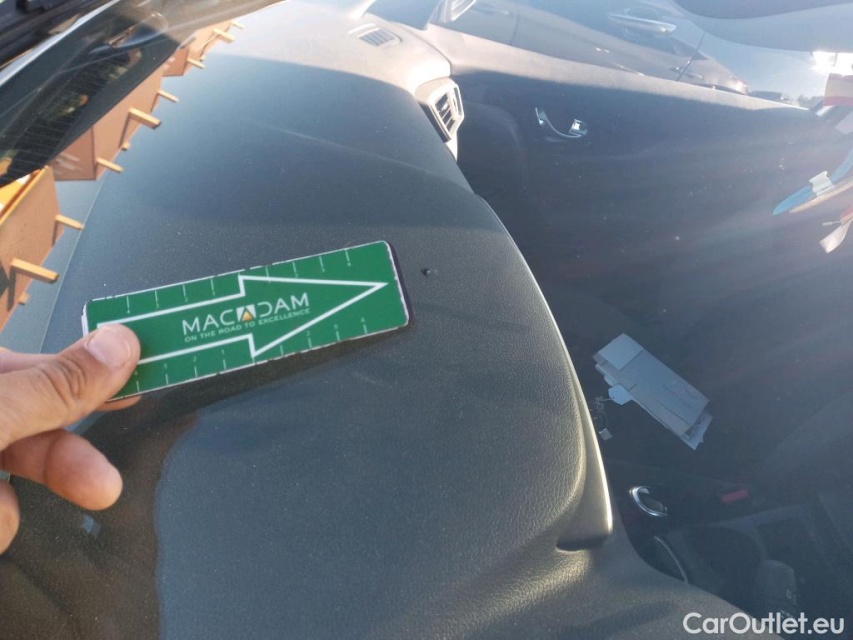 MACADAM
ON THE ROAD TO EXCELLENCE
CarOutlet.eu